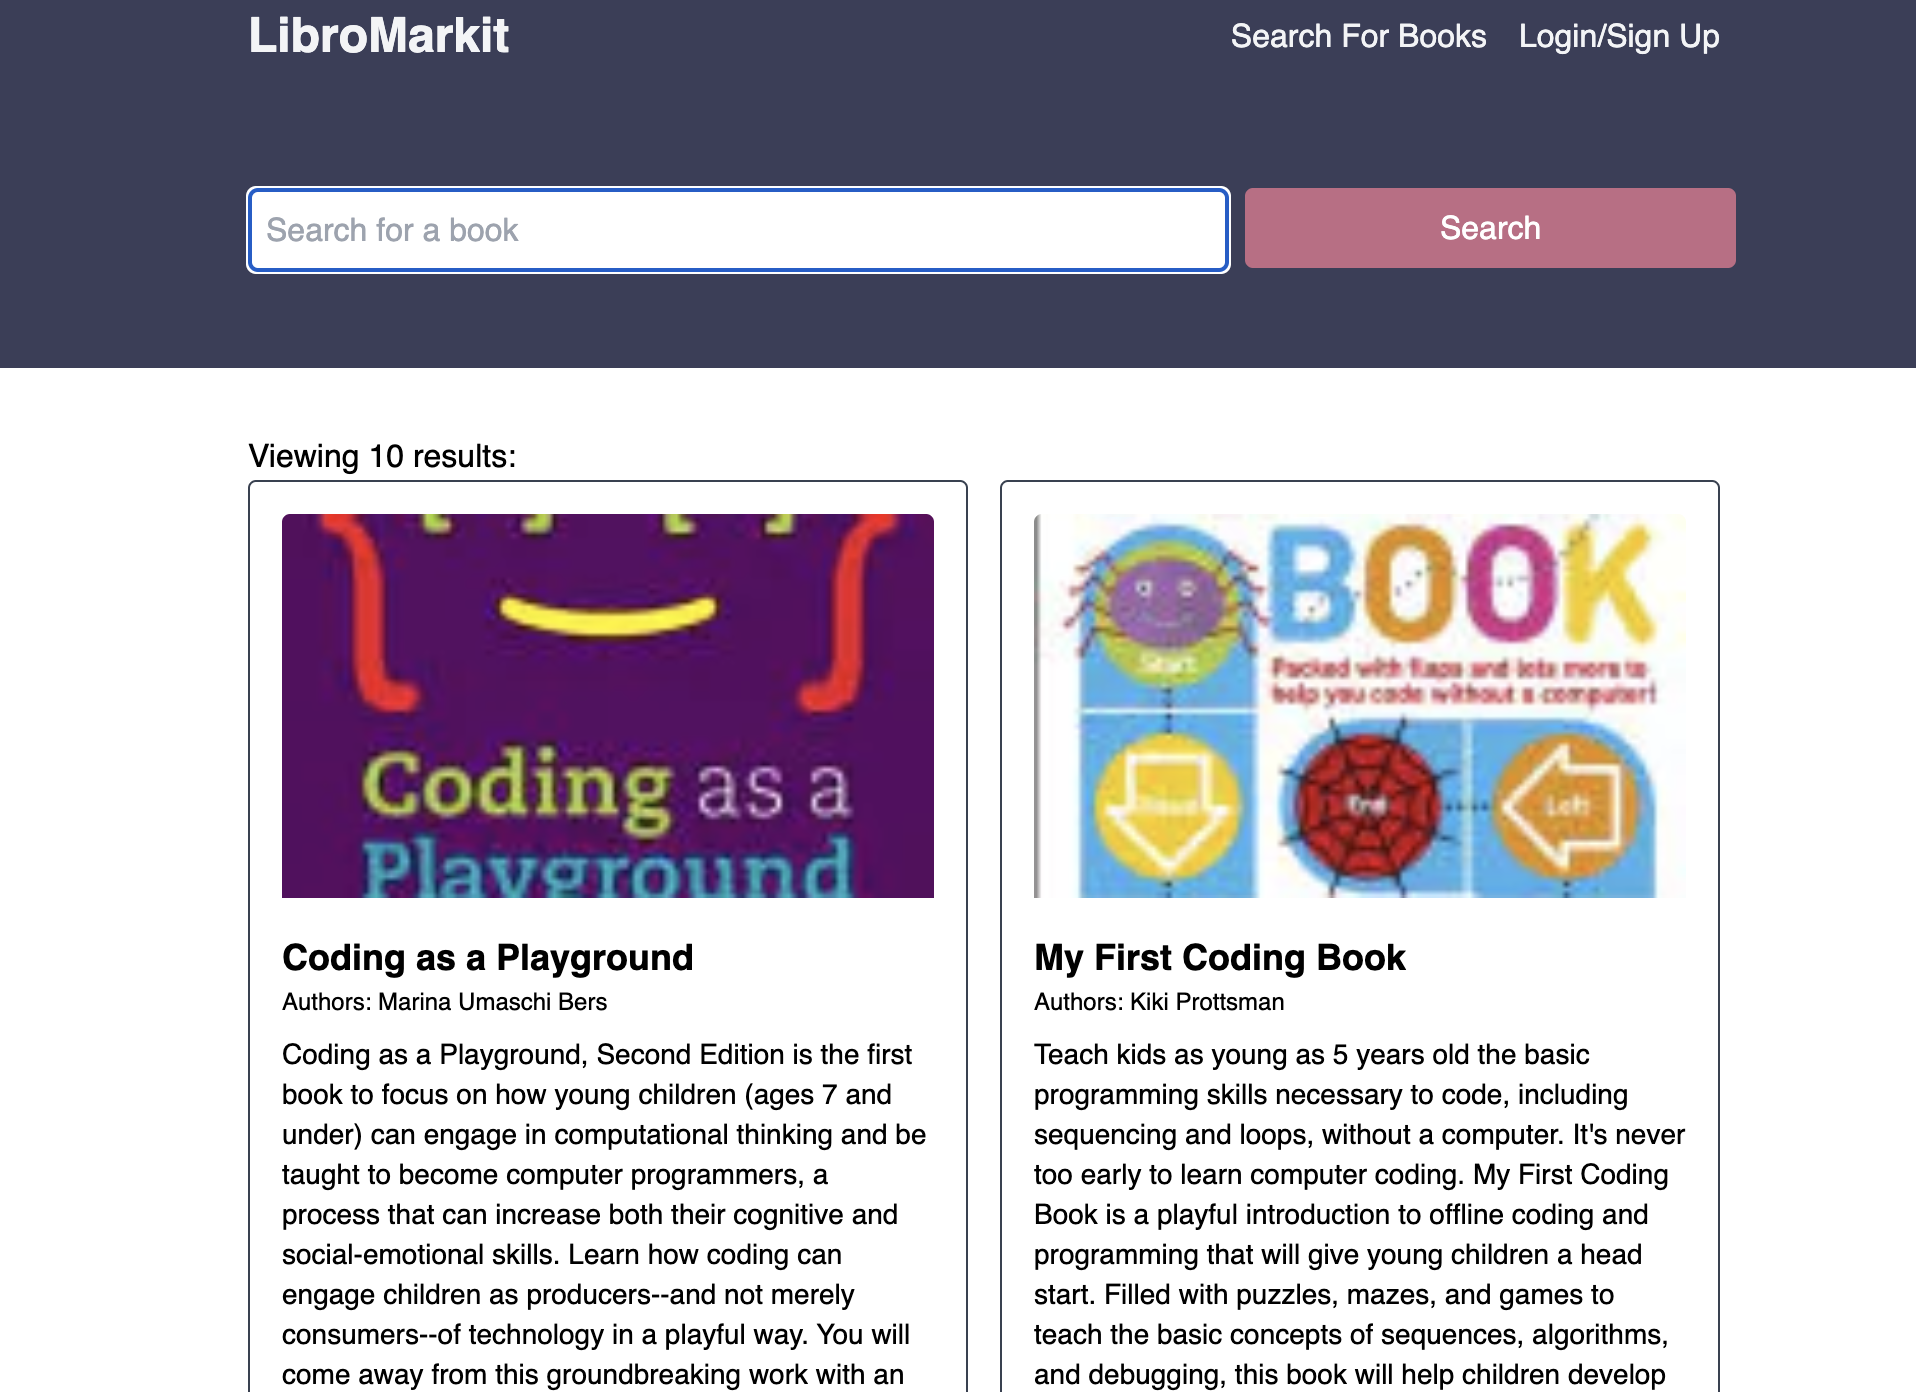 LibroMarkit
Search For Books Login/Sign Up
Search for a book
Search
Viewing 10 results:
Coding as a
Playground
BOOK
Packed with flaps and lots more to
help you code without a computer!
Start
End
Left
Coding as a Playground
Authors: Marina Umaschi Bers
Coding as a Playground, Second Edition is the first
book to focus on how young children (ages 7 and
under) can engage in computational thinking and be
taught to become computer programmers, a
process that can increase both their cognitive and
social-emotional skills. Learn how coding can
engage children as producers--and not merely
consumers--of technology in a playful way. You will
come away from this groundbreaking work with an
My First Coding Book
Authors: Kiki Prottsman
Teach kids as young as 5 years old the basic
programming skills necessary to code, including
sequencing and loops, without a computer. It's never
too early to learn computer coding. My First Coding
Book is a playful introduction to offline coding and
programming that will give young children a head
start. Filled with puzzles, mazes, and games to
teach the basic concepts of sequences, algorithms,
and debugging, this book will help children develop